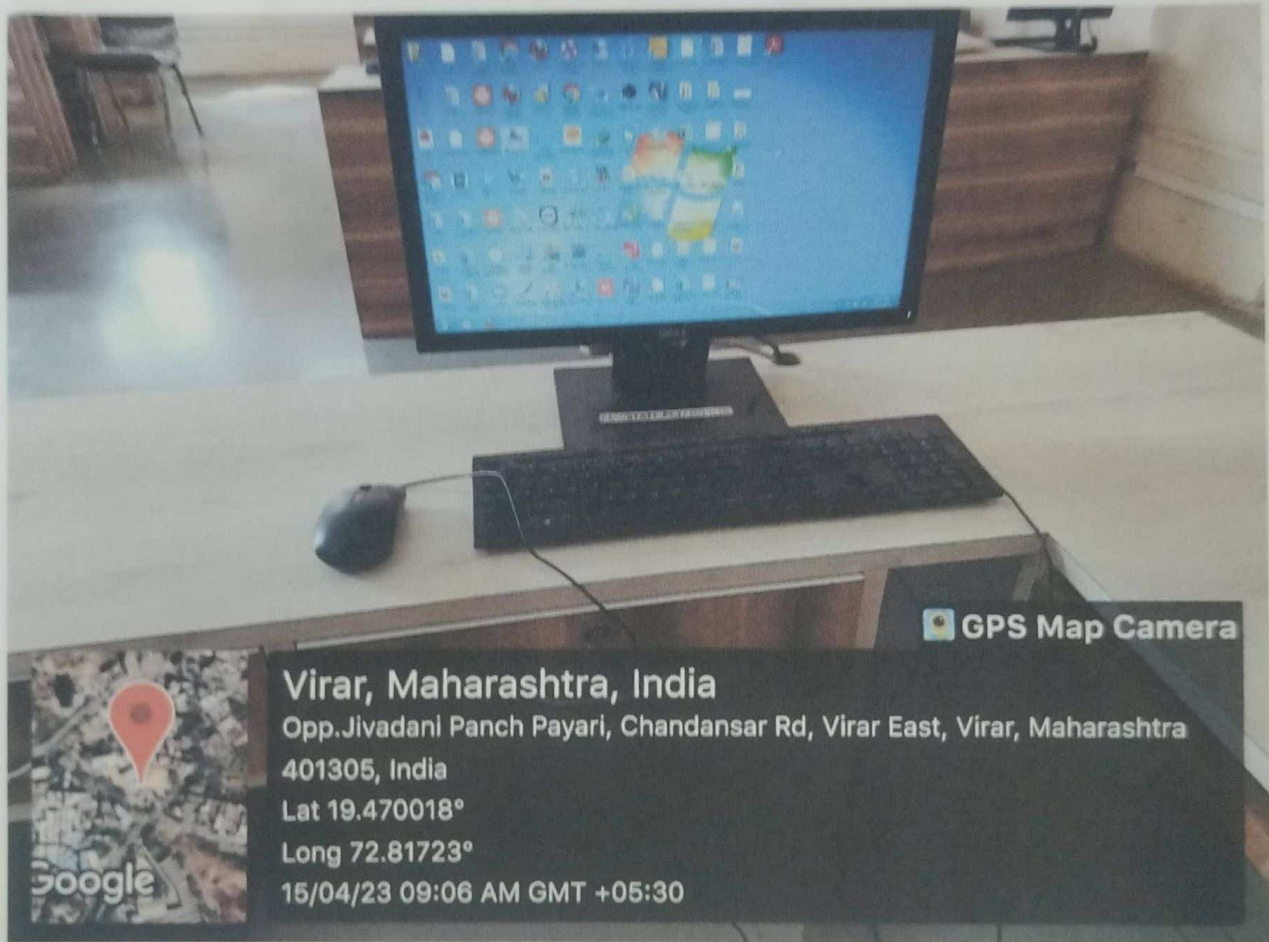 GPS Map Camera
Virar, Maharashtra, India
Opp.Jivadani Panch Payari, Chandansar Rd, Virar East, Virar, Maharashtra
401305, India
Lat 19.470018°
Long 72.81723°
15/04/23 09:06 AM GMT +05:30
Google